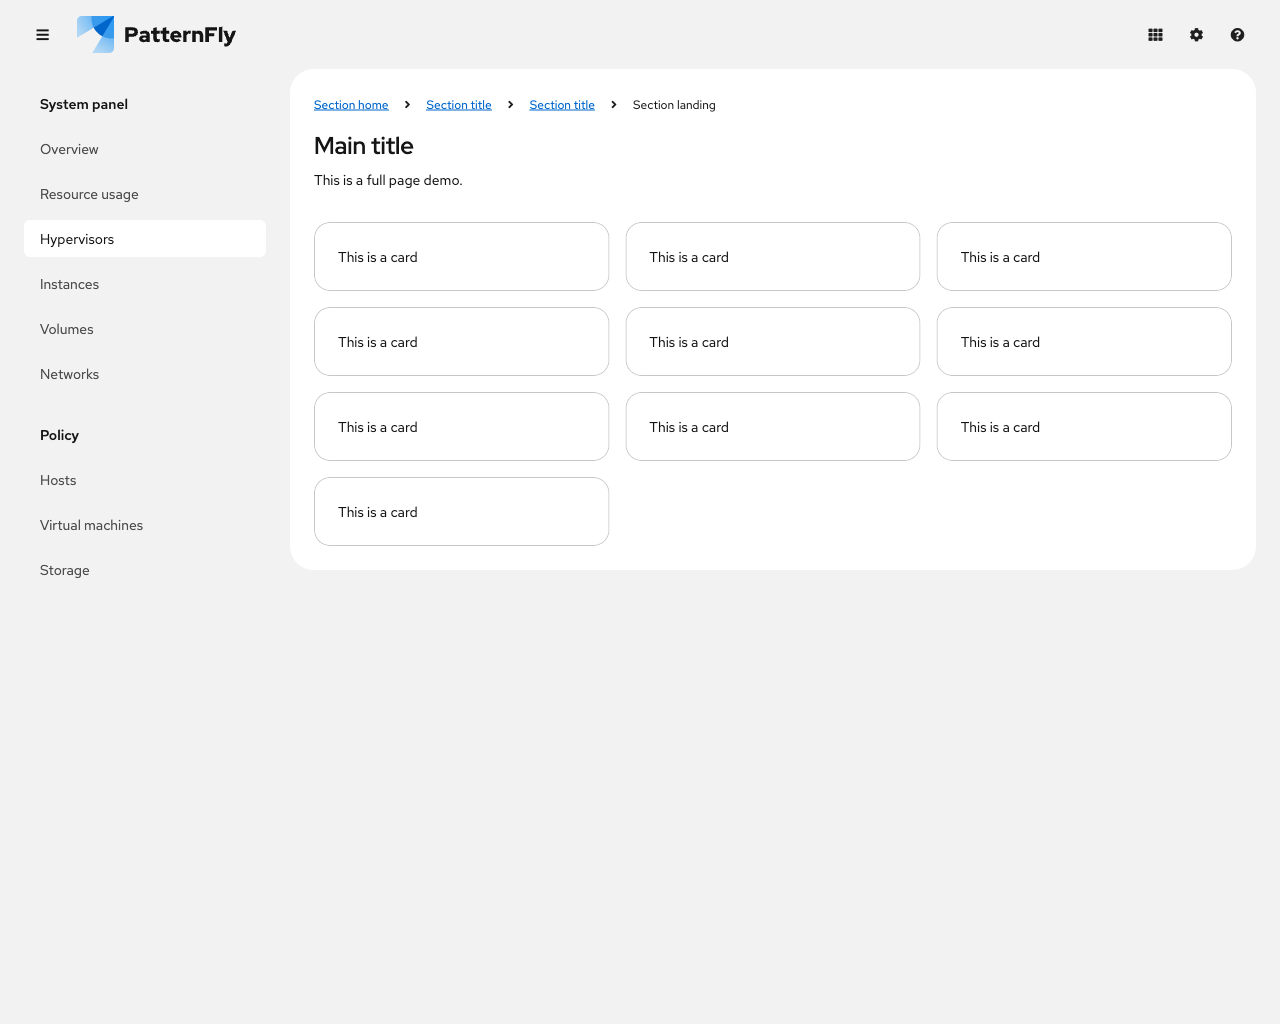 PatternFly
System panel
Overview
Resource usage
Hypervisors
Instances
Volumes
Networks
Policy
Hosts
Virtual machines
Storage
Section home Section title Section title Section landing
Main title
This is a full page demo.
This is a card This is a card This is a card
This is a card This is a card This is a card
This is a card This is a card This is a card
This is a card